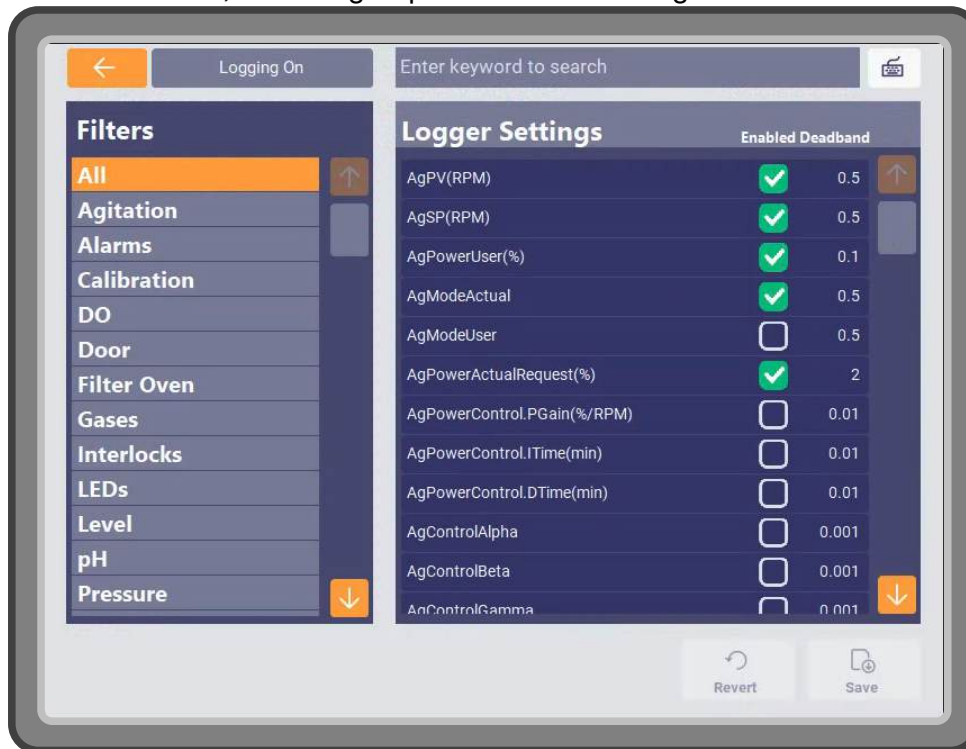 Logging On
Enter keyword to search
Filters
All
Agitation
Alarms
Calibration
DO
Door
Filter Oven
Gases
Interlocks
LEDs
Level
pH
Pressure
Logger Settings Enabled Deadband
AgPV(RPM) 0.5
AgSP(RPM) 0.5
AgPowerUser(%) 0.1
AgModeActual 0.5
AgModeUser 0.5
AgPowerActualRequest(%) 2
AgPowerControl.PGain(%/RPM) 0.01
AgPowerControl.ITime(min) 0.01
AgPowerControl.DTime(min) 0.01
AgControlAlpha 0.001
AgControlBeta 0.001
AgControlGamma 0.001
Revert Save